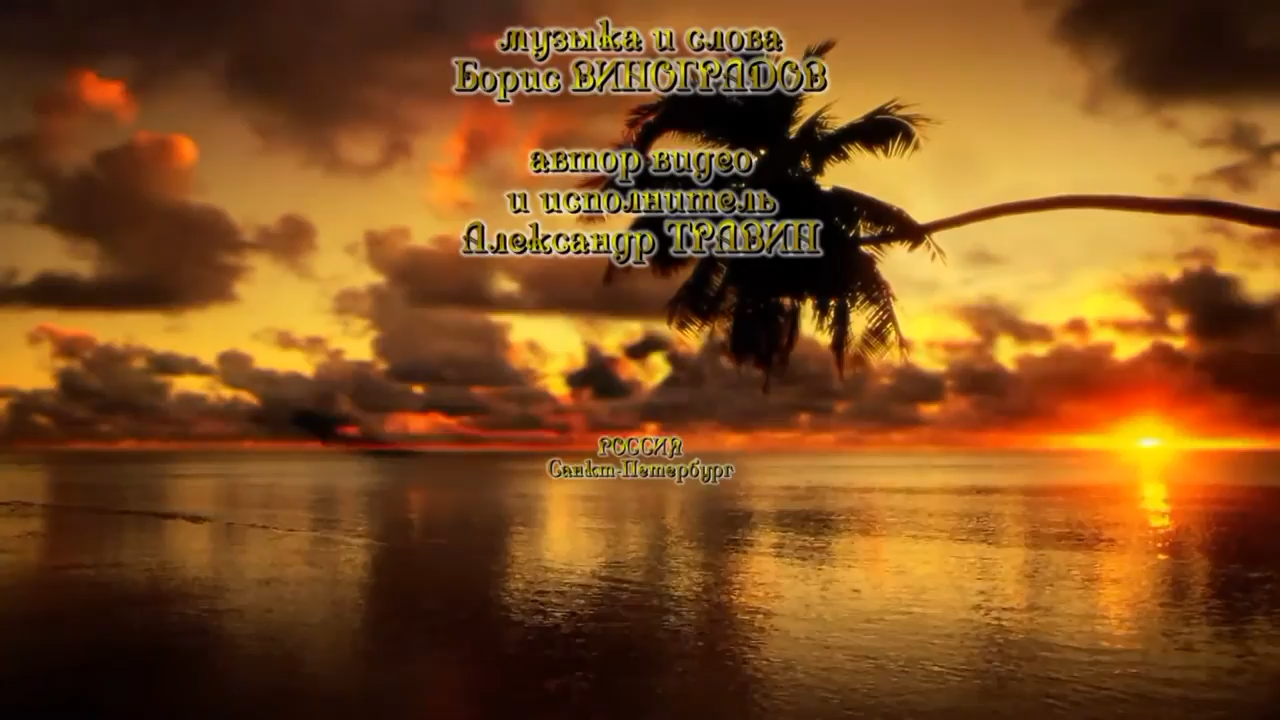 музыка и слова
Борис ВИНОГРАДОВ
автор видео
и исполнитель
Александр ТРАВИН
РОССИЯ
Санкт-Петербург